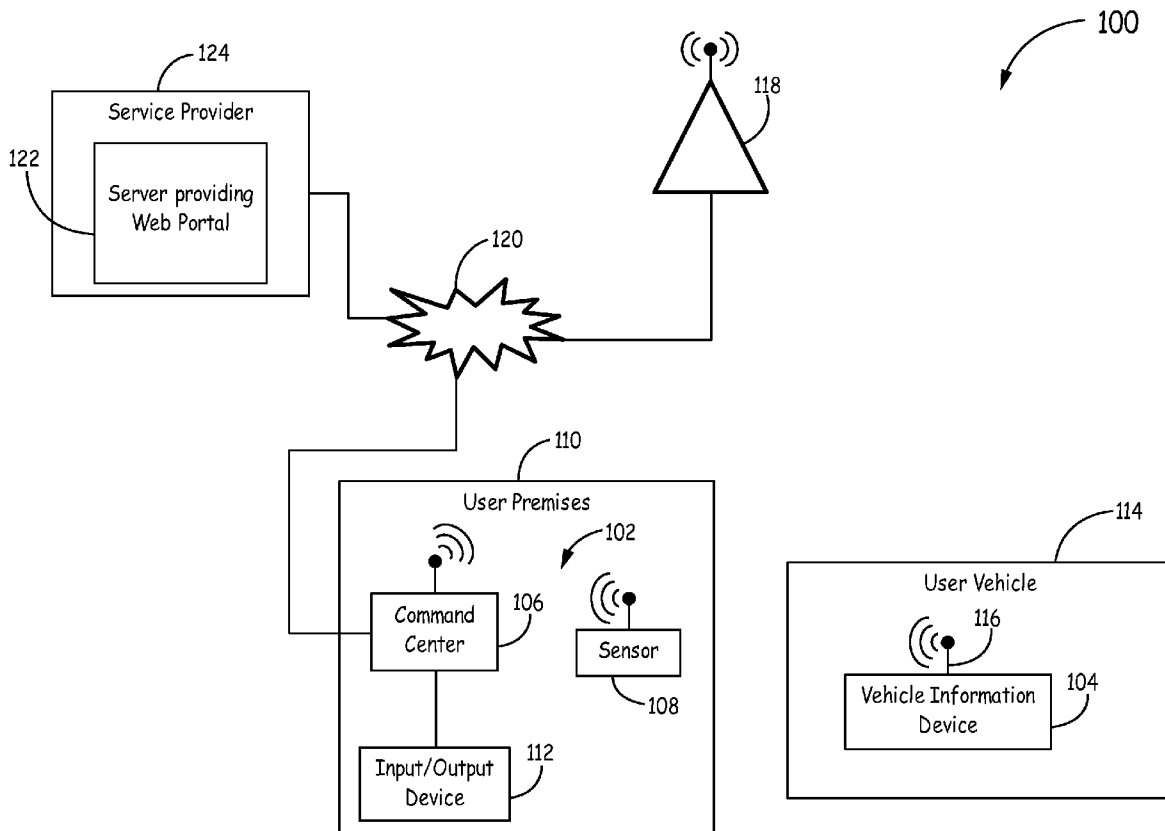 100
124
Service Provider
118
122
Server providing
Web Portal
120
110
User Premises
102
114
User Vehicle
Command
Center
106
116
Sensor
108
Vehicle Information
Device
104
Input/Output
Device
112